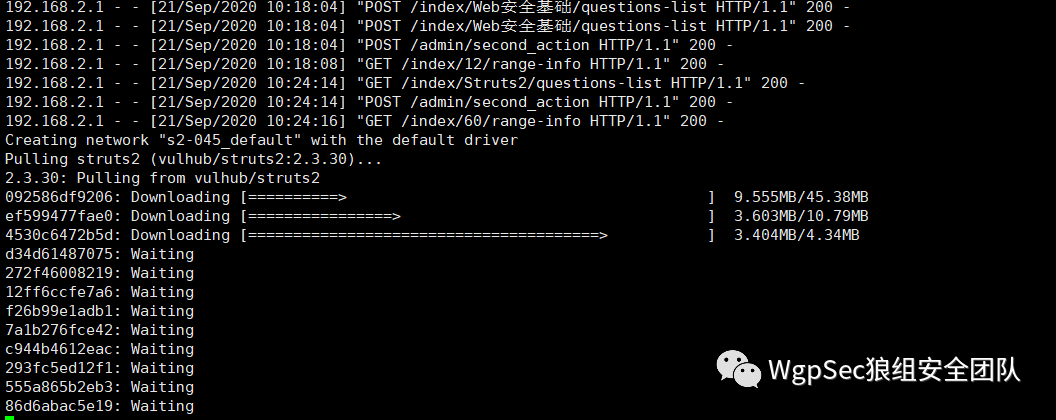 192.168.2.1 - - [21/Sep/2020 10:18:04] "POST /index/Web安全基础/questions-list HTTP/1.1" 200 -
192.168.2.1 - - [21/Sep/2020 10:18:04] "POST /index/Web安全基础/questions-list HTTP/1.1" 200 -
192.168.2.1 - - [21/Sep/2020 10:18:04] "POST /admin/second_action HTTP/1.1" 200 -
192.168.2.1 - - [21/Sep/2020 10:18:08] "GET /index/12/range-info HTTP/1.1" 200 -
192.168.2.1 - - [21/Sep/2020 10:24:14] "GET /index/Struts2/questions-list HTTP/1.1" 200 -
192.168.2.1 - - [21/Sep/2020 10:24:14] "POST /admin/second_action HTTP/1.1" 200 -
192.168.2.1 - - [21/Sep/2020 10:24:16] "GET /index/60/range-info HTTP/1.1" 200 -
Creating network "s2-045_default" with the default driver
Pulling struts2 (vulhub/struts2:2.3.30)...
2.3.30: Pulling from vulhub/struts2
092586df9206: Downloading [==========>                                        ]  9.555MB/45.38MB
ef599477fae0: Downloading [================>                                  ]  3.603MB/10.79MB
4530c6472b5d: Downloading [=======================================>           ]  3.404MB/4.34MB
d34d61487075: Waiting
272f46008219: Waiting
12ff6ccfe7a6: Waiting
f26b99e1adb1: Waiting
7a1b276fce42: Waiting
c944b4612eac: Waiting
293fc5ed12f1: Waiting
555a865b2eb3: Waiting
86d6abac5e19: Waiting
WgpSec狼组安全团队